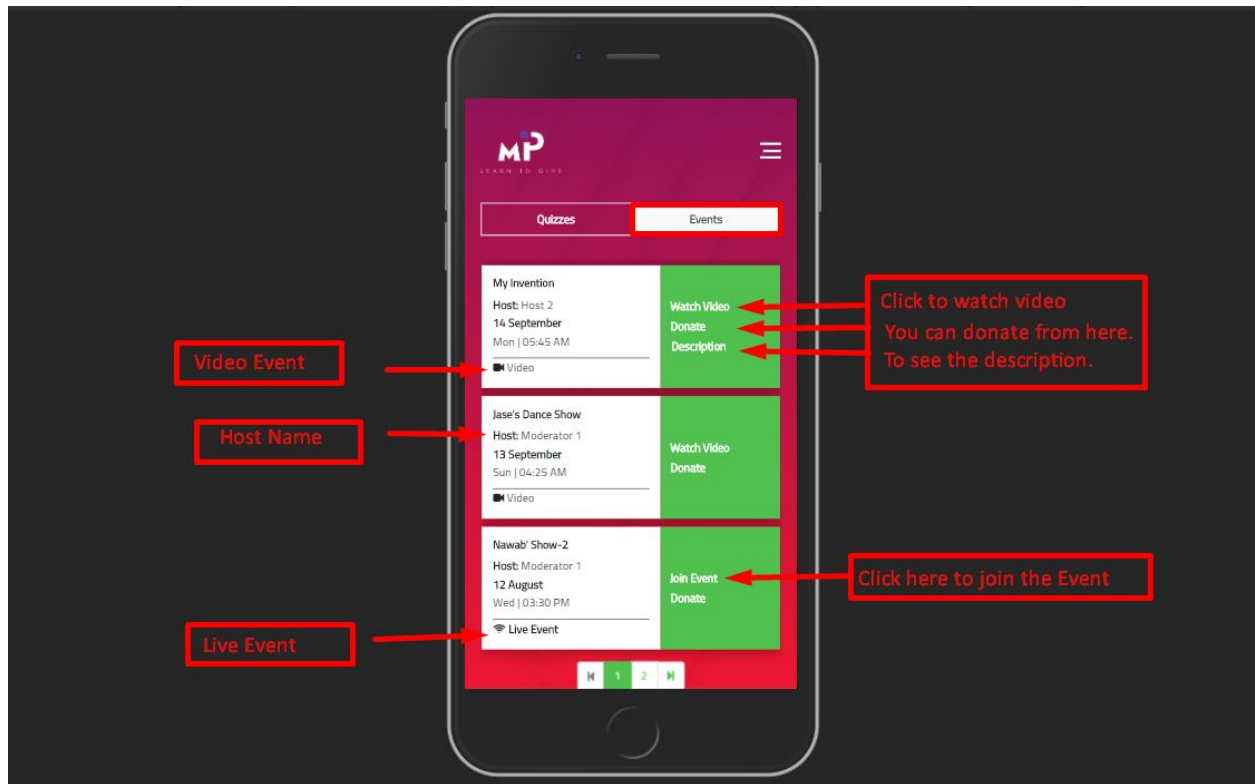 MIP
LEARN TO GIVE
Quizzes
Events
My Invention
Host: Host 2
14 September
Mon | 05:45 AM
Video
Watch Video
Donate
Description
Click to watch video
You can donate from here.
To see the description.
Video Event
Jase's Dance Show
Host: Moderator 1
13 September
Sun | 04:25 AM
Video
Watch Video
Donate
Host Name
Nawab' Show-2
Host: Moderator 1
12 August
Wed | 03:30 PM
Live Event
Join Event
Donate
Click here to join the Event
Live Event
1 2